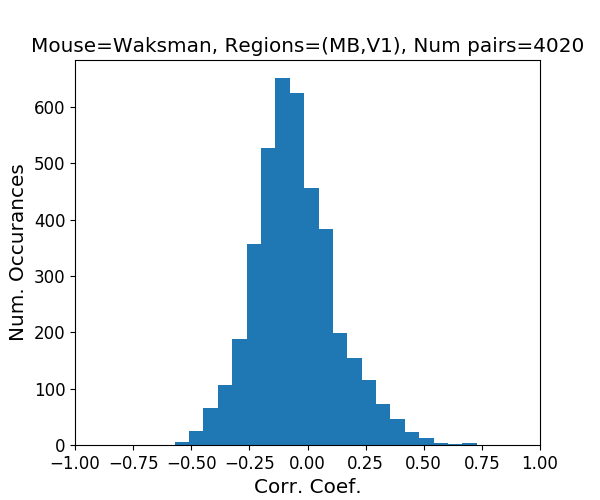 Mouse=Waksman, Regions=(MB,V1), Num pairs=4020
Num. Occurances
600
500
400
300
200
100
0
−1.00 −0.75 −0.50 −0.25 0.00 0.25 0.50 0.75 1.00
Corr. Coef.